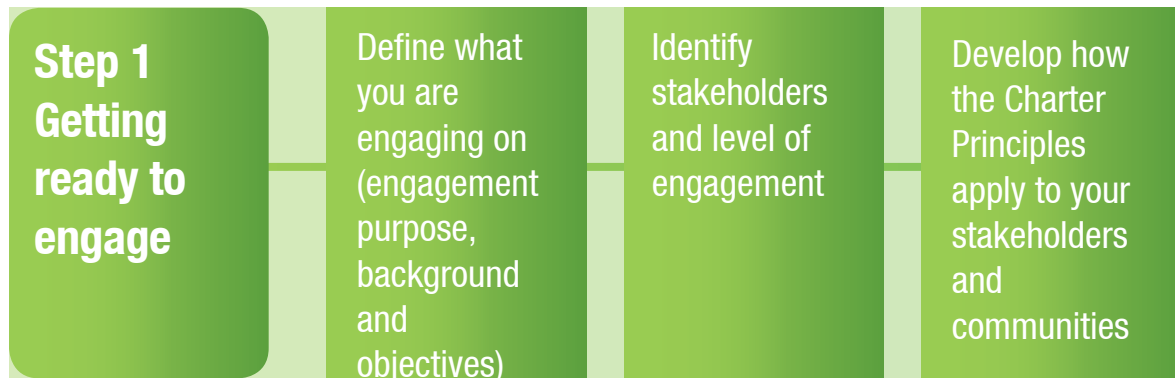 Step 1
Getting
ready to
engage
Define what
you are
engaging on
(engagement
purpose,
background
and
objectives)
Identify
stakeholders
and level of
engagement
Develop how
the Charter
Principles
apply to your
stakeholders
and
communities